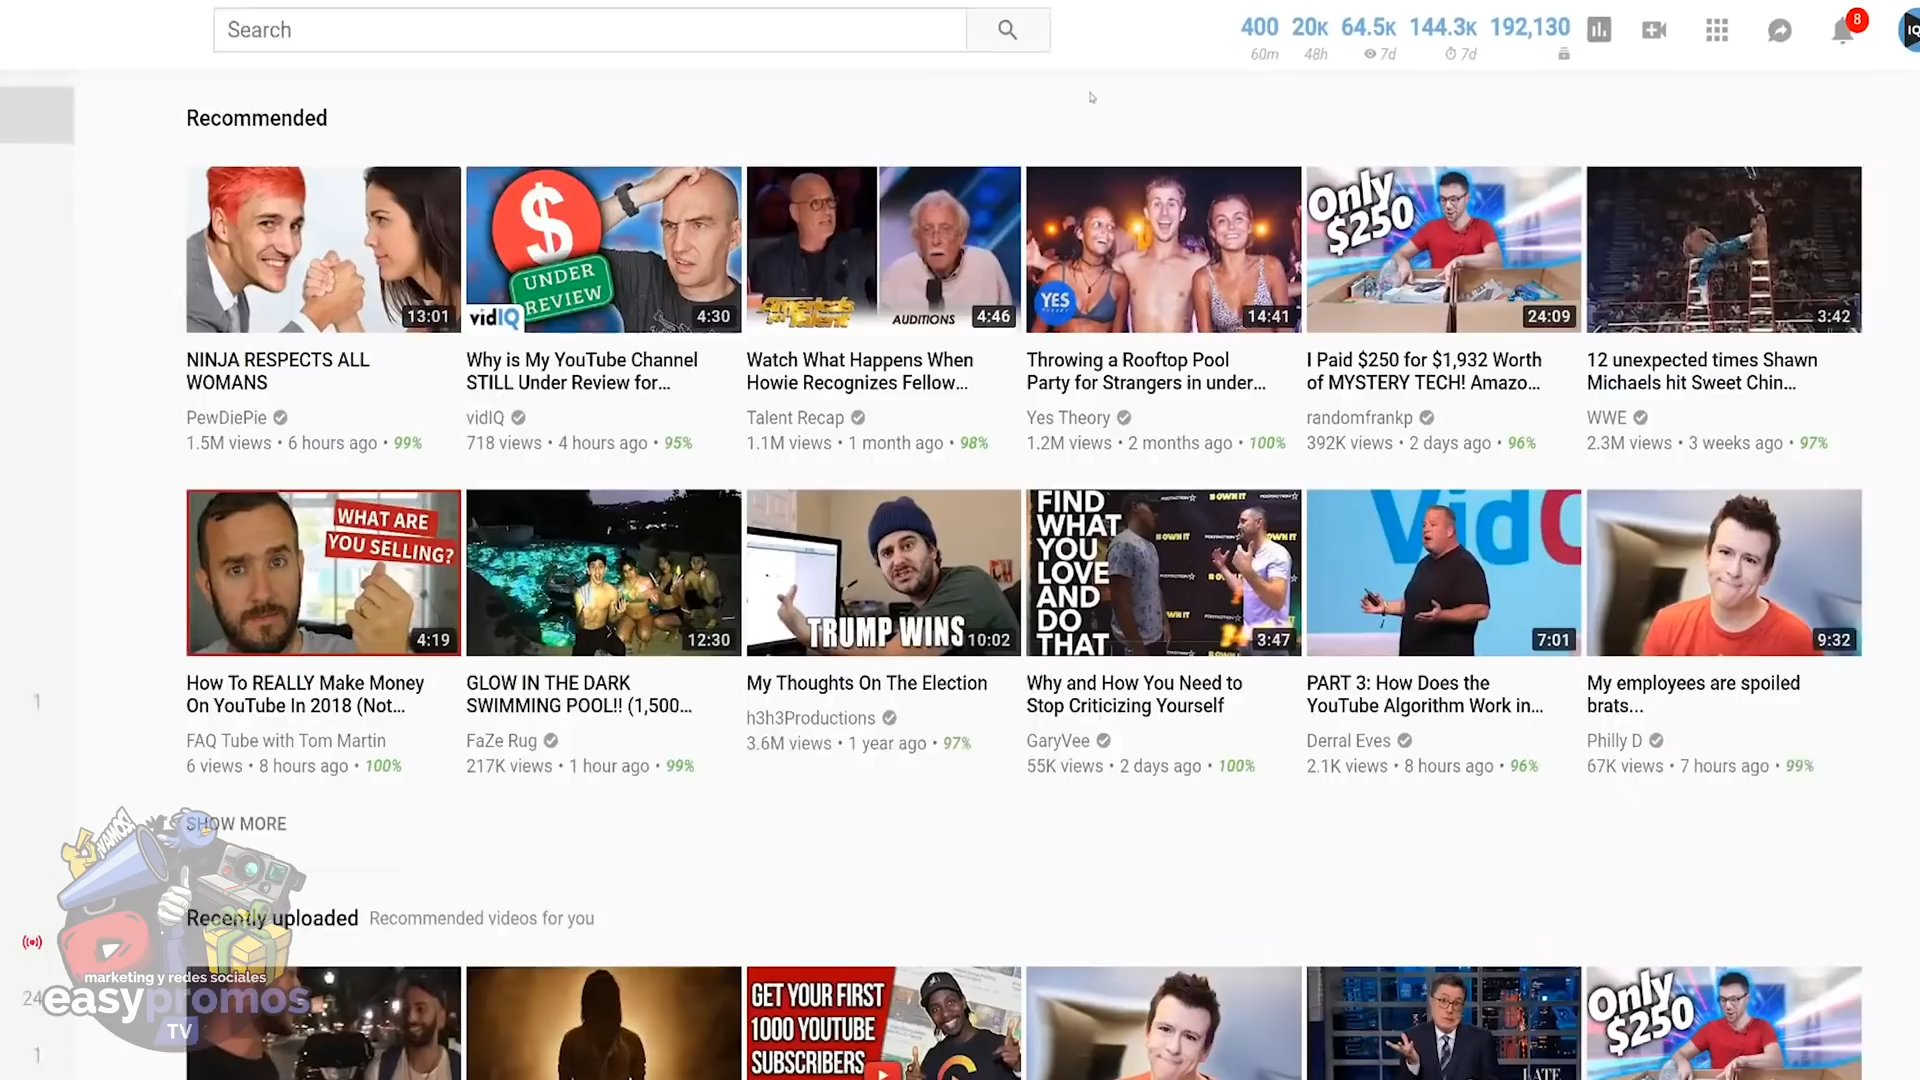 Search
400 20K 64.5K 144.3K 192,130
60m 48h 7d 7d
8
IQ
Recommended
13:01
$
UNDER
REVIEW
vidIQ
4:30
America's
got Talent
AUDITIONS
4:46
YES
THEORY
14:41
Only
$250
24:09
3:42
NINJA RESPECTS ALL
WOMANS
PewDiePie
1.5M views • 6 hours ago • 99%
Why is My YouTube Channel
STILL Under Review for...
vidIQ
718 views • 4 hours ago • 95%
Watch What Happens When
Howie Recognizes Fellow...
Talent Recap
1.1M views • 1 month ago • 98%
Throwing a Rooftop Pool
Party for Strangers in under...
Yes Theory
1.2M views • 2 months ago • 100%
I Paid $250 for $1,932 Worth
of MYSTERY TECH! Amazo...
randomfrankp
392K views • 2 days ago • 96%
12 unexpected times Shawn
Michaels hit Sweet Chin...
WWE
2.3M views • 3 weeks ago • 97%
WHAT ARE
YOU SELLING?
4:19
12:30
TRUMP WINS
10:02
FIND
WHAT
YOU
LOVE
AND
DO
THAT
OWN IT
3:47
VidC
7:01
9:32
How To REALLY Make Money
On YouTube In 2018 (Not...
FAQ Tube with Tom Martin
6 views • 8 hours ago • 100%
GLOW IN THE DARK
SWIMMING POOL!! (1,500...
FaZe Rug
217K views • 1 hour ago • 99%
My Thoughts On The Election
h3h3Productions
3.6M views • 1 year ago • 97%
Why and How You Need to
Stop Criticizing Yourself
GaryVee
55K views • 2 days ago • 100%
PART 3: How Does the
YouTube Algorithm Work in...
Derral Eves
2.1K views • 8 hours ago • 96%
My employees are spoiled
brats...
Philly D
67K views • 7 hours ago • 99%
1
SHOW MORE
¡VAMOS!
Recently uploaded Recommended videos for you
marketing y redes sociales
24
easypromos
TV
1
GET YOUR FIRST
1000 YOUTUBE
SUBSCRIBERS
LATE
Only
$250